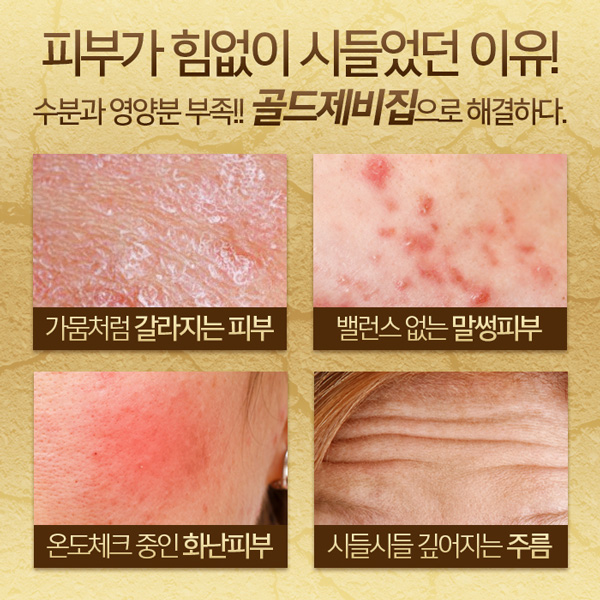 피부가 힘없이 시들었던 이유!
수분과 영양분 부족!! 골드제비집으로 해결하다.
가뭄처럼 갈라지는 피부
밸런스 없는 말썽피부
온도체크 중인 화난피부
시들시들 깊어지는 주름